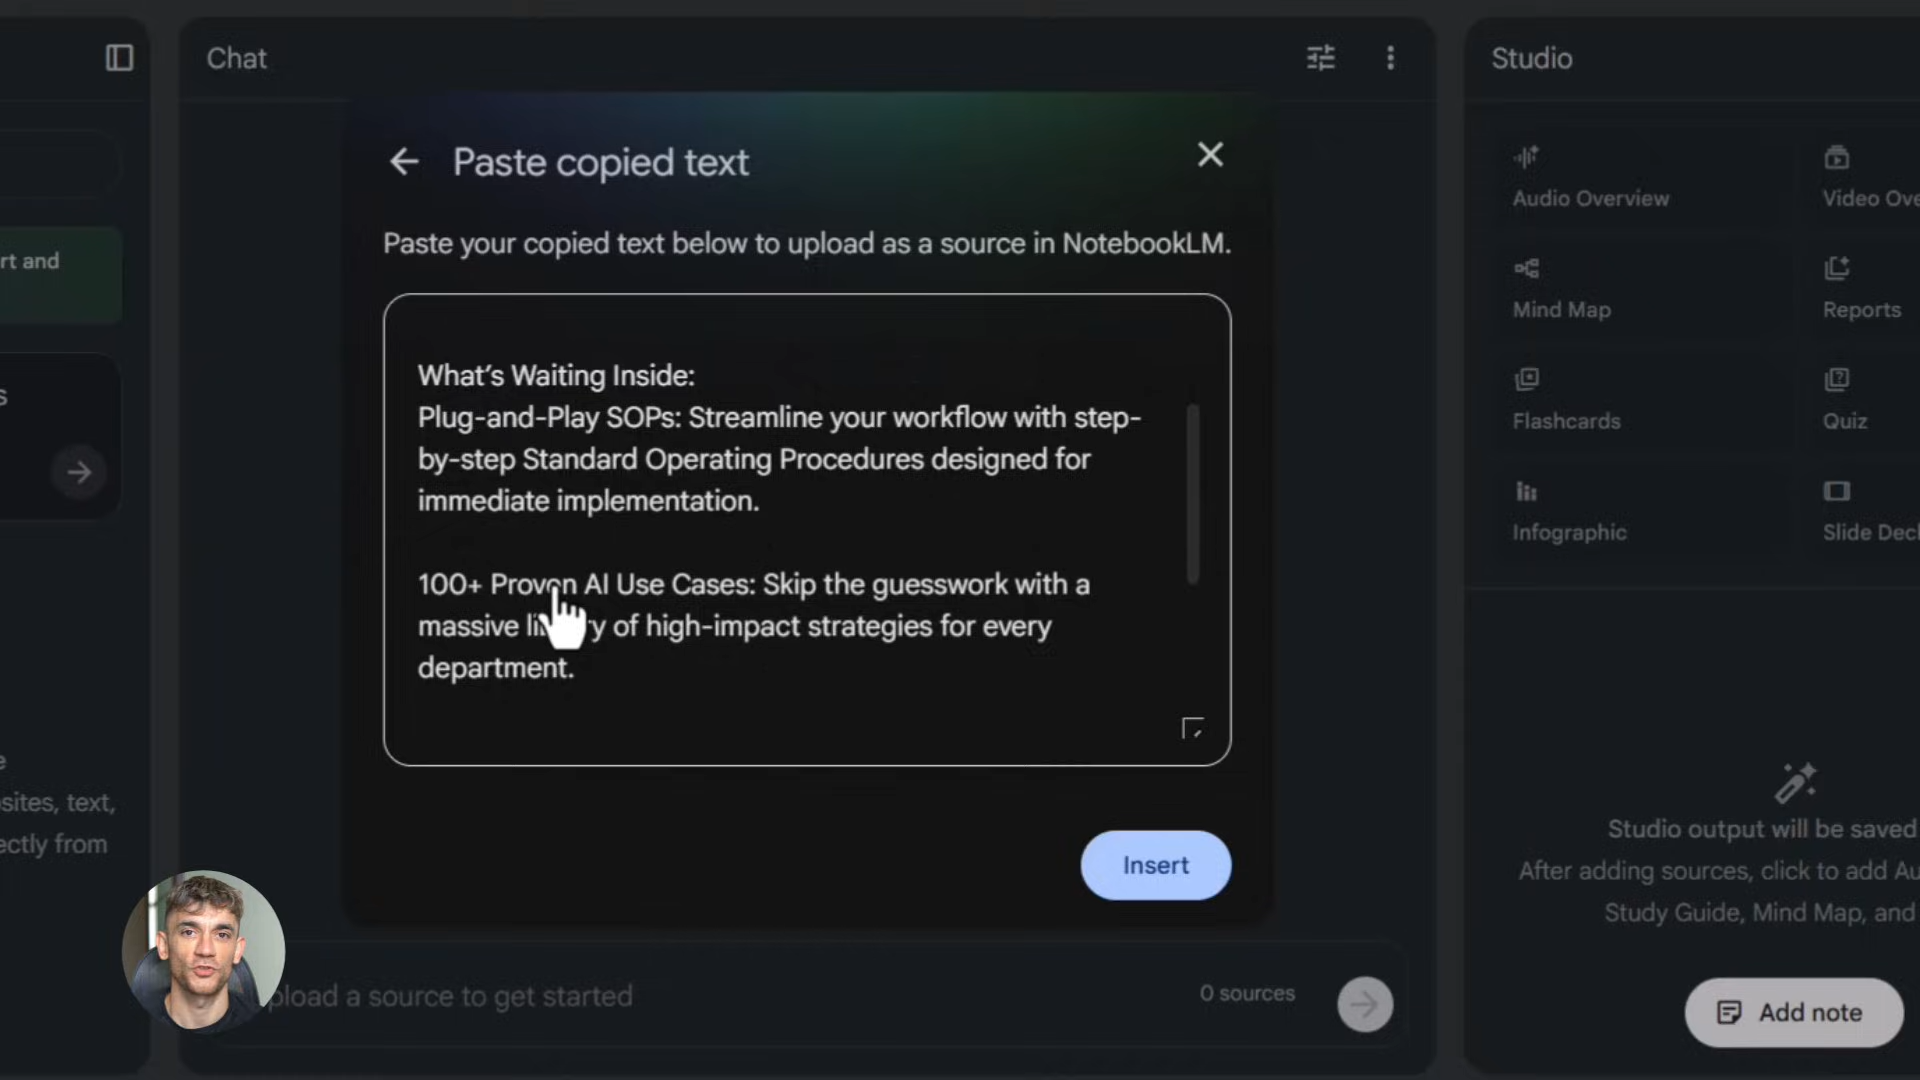 Chat
Studio
rt and
s
e
sites, text,
ectly from
Paste copied text
Paste your copied text below to upload as a source in NotebookLM.
What's Waiting Inside:
Plug-and-Play SOPs: Streamline your workflow with step-
by-step Standard Operating Procedures designed for
immediate implementation.
100+ Proven AI Use Cases: Skip the guesswork with a
massive of high-impact strategies for every
department.
Insert
pload a source to get started
0 sources
Audio Overview
Video Ove
Mind Map
Reports
Flashcards
Quiz
Infographic
Slide Decl
Studio output will be saved
After adding sources, click to add Au
Study Guide, Mind Map, and
Add note